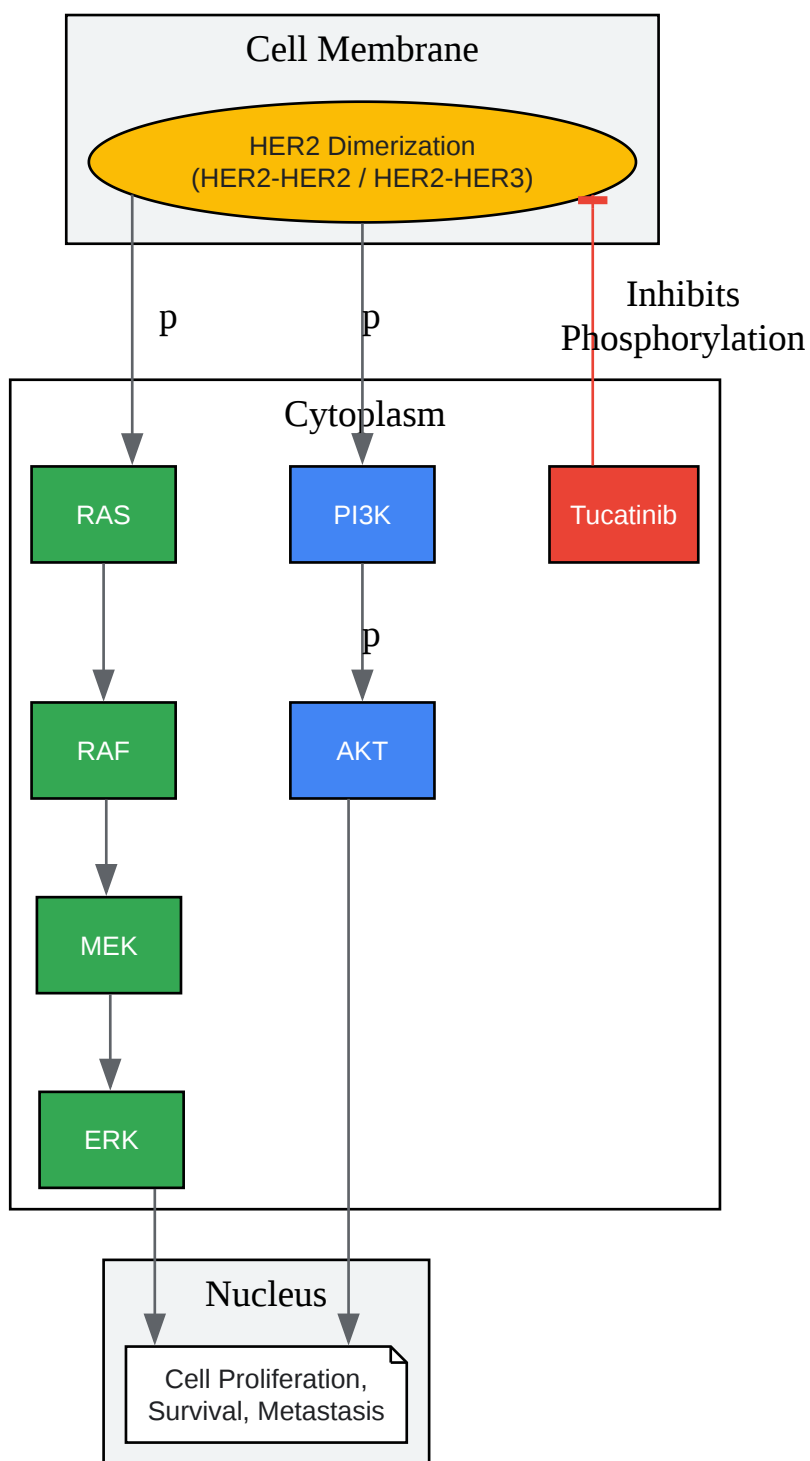 Cell Membrane
HER2 Dimerization
(HER2-HER2 / HER2-HER3)
p
p
Inhibits
Phosphorylation
Cytoplasm
RAS
PI3K
Tucatinib
p
RAF
AKT
MEK
ERK
Nucleus
Cell Proliferation,
Survival, Metastasis